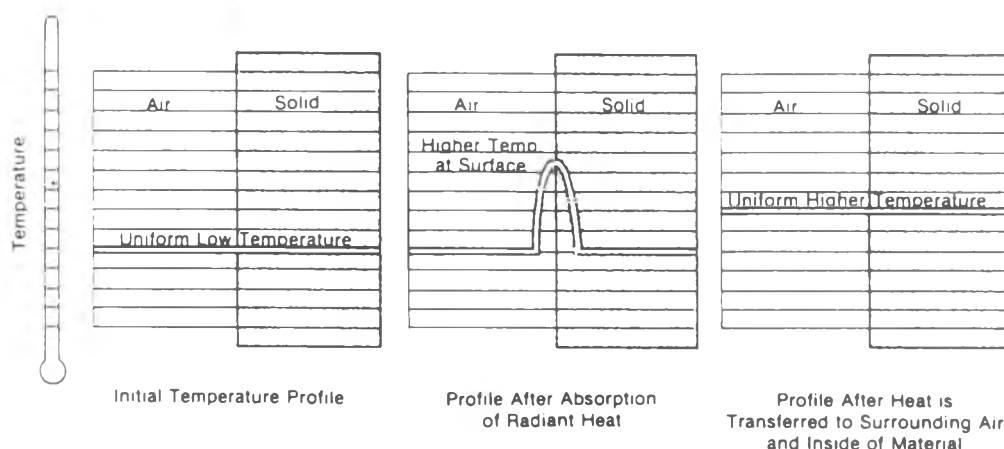 Temperature
Air Solid
Uniform Low Temperature
Initial Temperature Profile
Air Solid
Higher Temp
at Surface
Profile After Absorption
of Radiant Heat
Air Solid
Uniform Higher Temperature
Profile After Heat is
Transferred to Surrounding Air
and Inside of Material